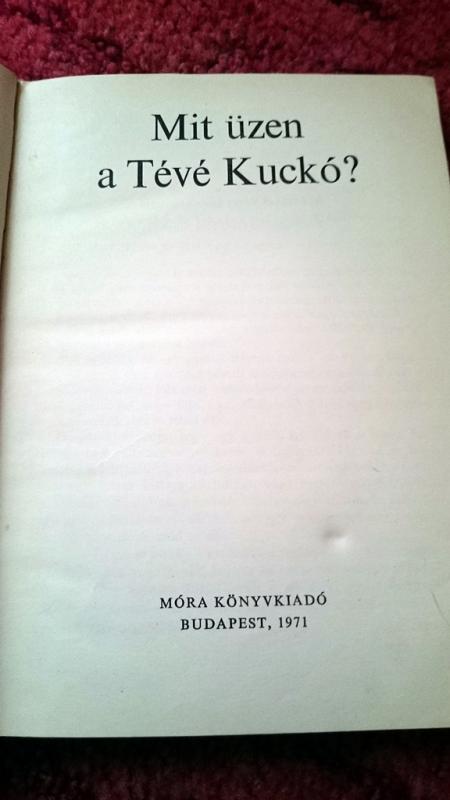 Mit üzen
a Tévé Kuckó?
MÓRA KÖNYVKIADÓ
BUDAPEST, 1971